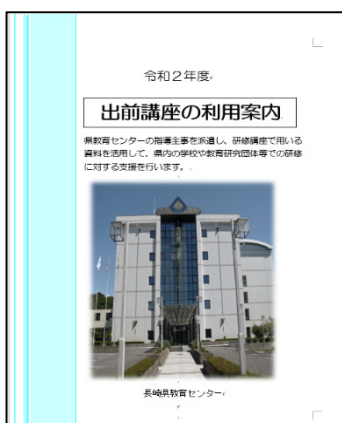 令和２年度
出前講座の利用案内
県教育センターの指導主事を派遣し、研修講座で用いる
資料を活用して、県内の学校や教育研究団体等での研修
に対する支援を行います。
長崎県教育センター